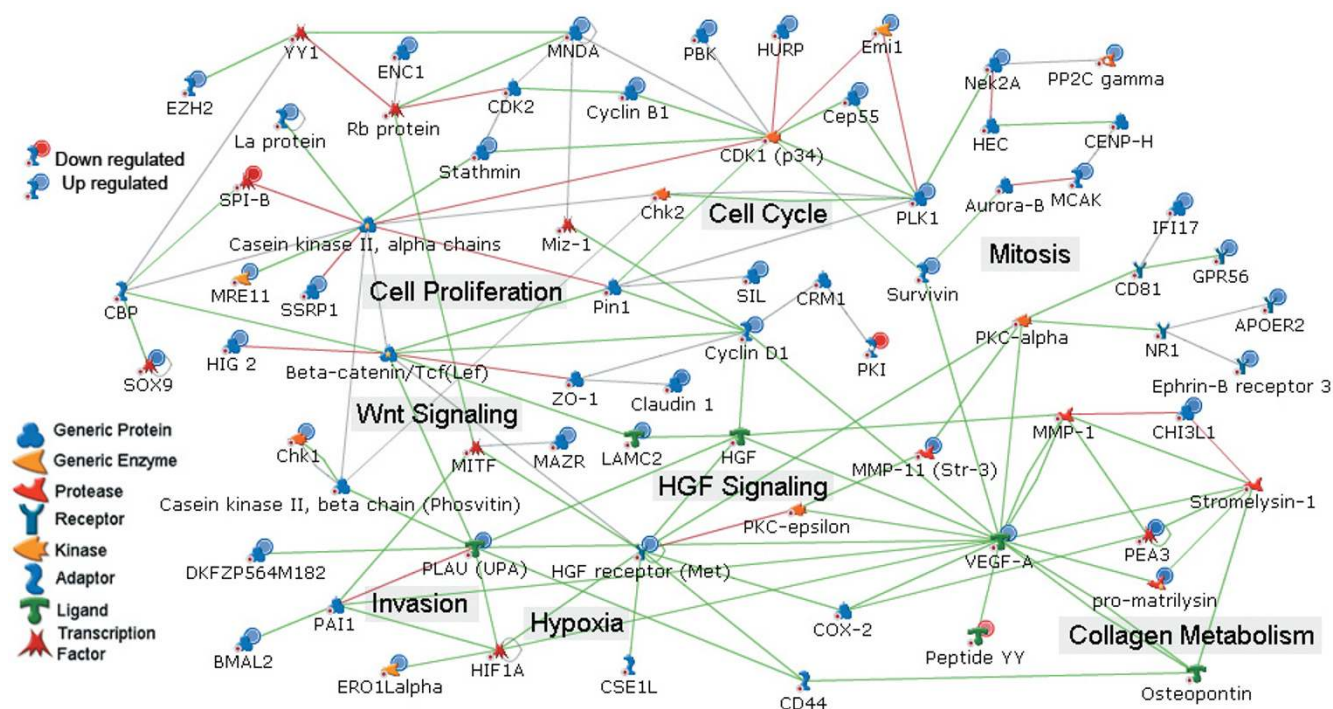 YY1
MNDA
PBK
HURP
Emi1
ENC1
EZH2
Nek2A
PP2C gamma
La protein
Rb protein
CDK2
Cyclin B1
Cep55
HEC
CENP-H
Down regulated
Up regulated
SPI-B
Stathmin
CDK1 (p34)
Chk2
Cell Cycle
PLK1
Aurora-B
MCAK
IFI17
Casein kinase II, alpha chains
Miz-1
Mitosis
GPR56
CBP
MRE11
SSRP1
Cell Proliferation
Pin1
SIL
CRM1
Survivin
CD81
SOX9
HIG 2
Beta-catenin/Tcf(Lef)
Cyclin D1
PKI
PKC-alpha
NR1
APOER2
ZO-1
Claudin 1
Ephrin-B receptor 3
Wnt Signaling
Generic Protein
Generic Enzyme
Protease
Receptor
Kinase
Adaptor
Ligand
Transcription
Factor
Chk1
MITF
MAZR
LAMC2
HGF
MMP-11 (Str-3)
MMP-1
CHI3L1
Casein kinase II, beta chain (Phosvitin)
HGF Signaling
PKC-epsilon
Stromelysin-1
DKFZP564M182
PLAU (UPA)
HGF receptor (Met)
VEGF-A
PEA3
pro-matrilysin
PAI1
Invasion
Hypoxia
COX-2
Collagen Metabolism
BMAL2
ERO1Lalpha
HIF1A
CSE1L
CD44
Peptide YY
Osteopontin